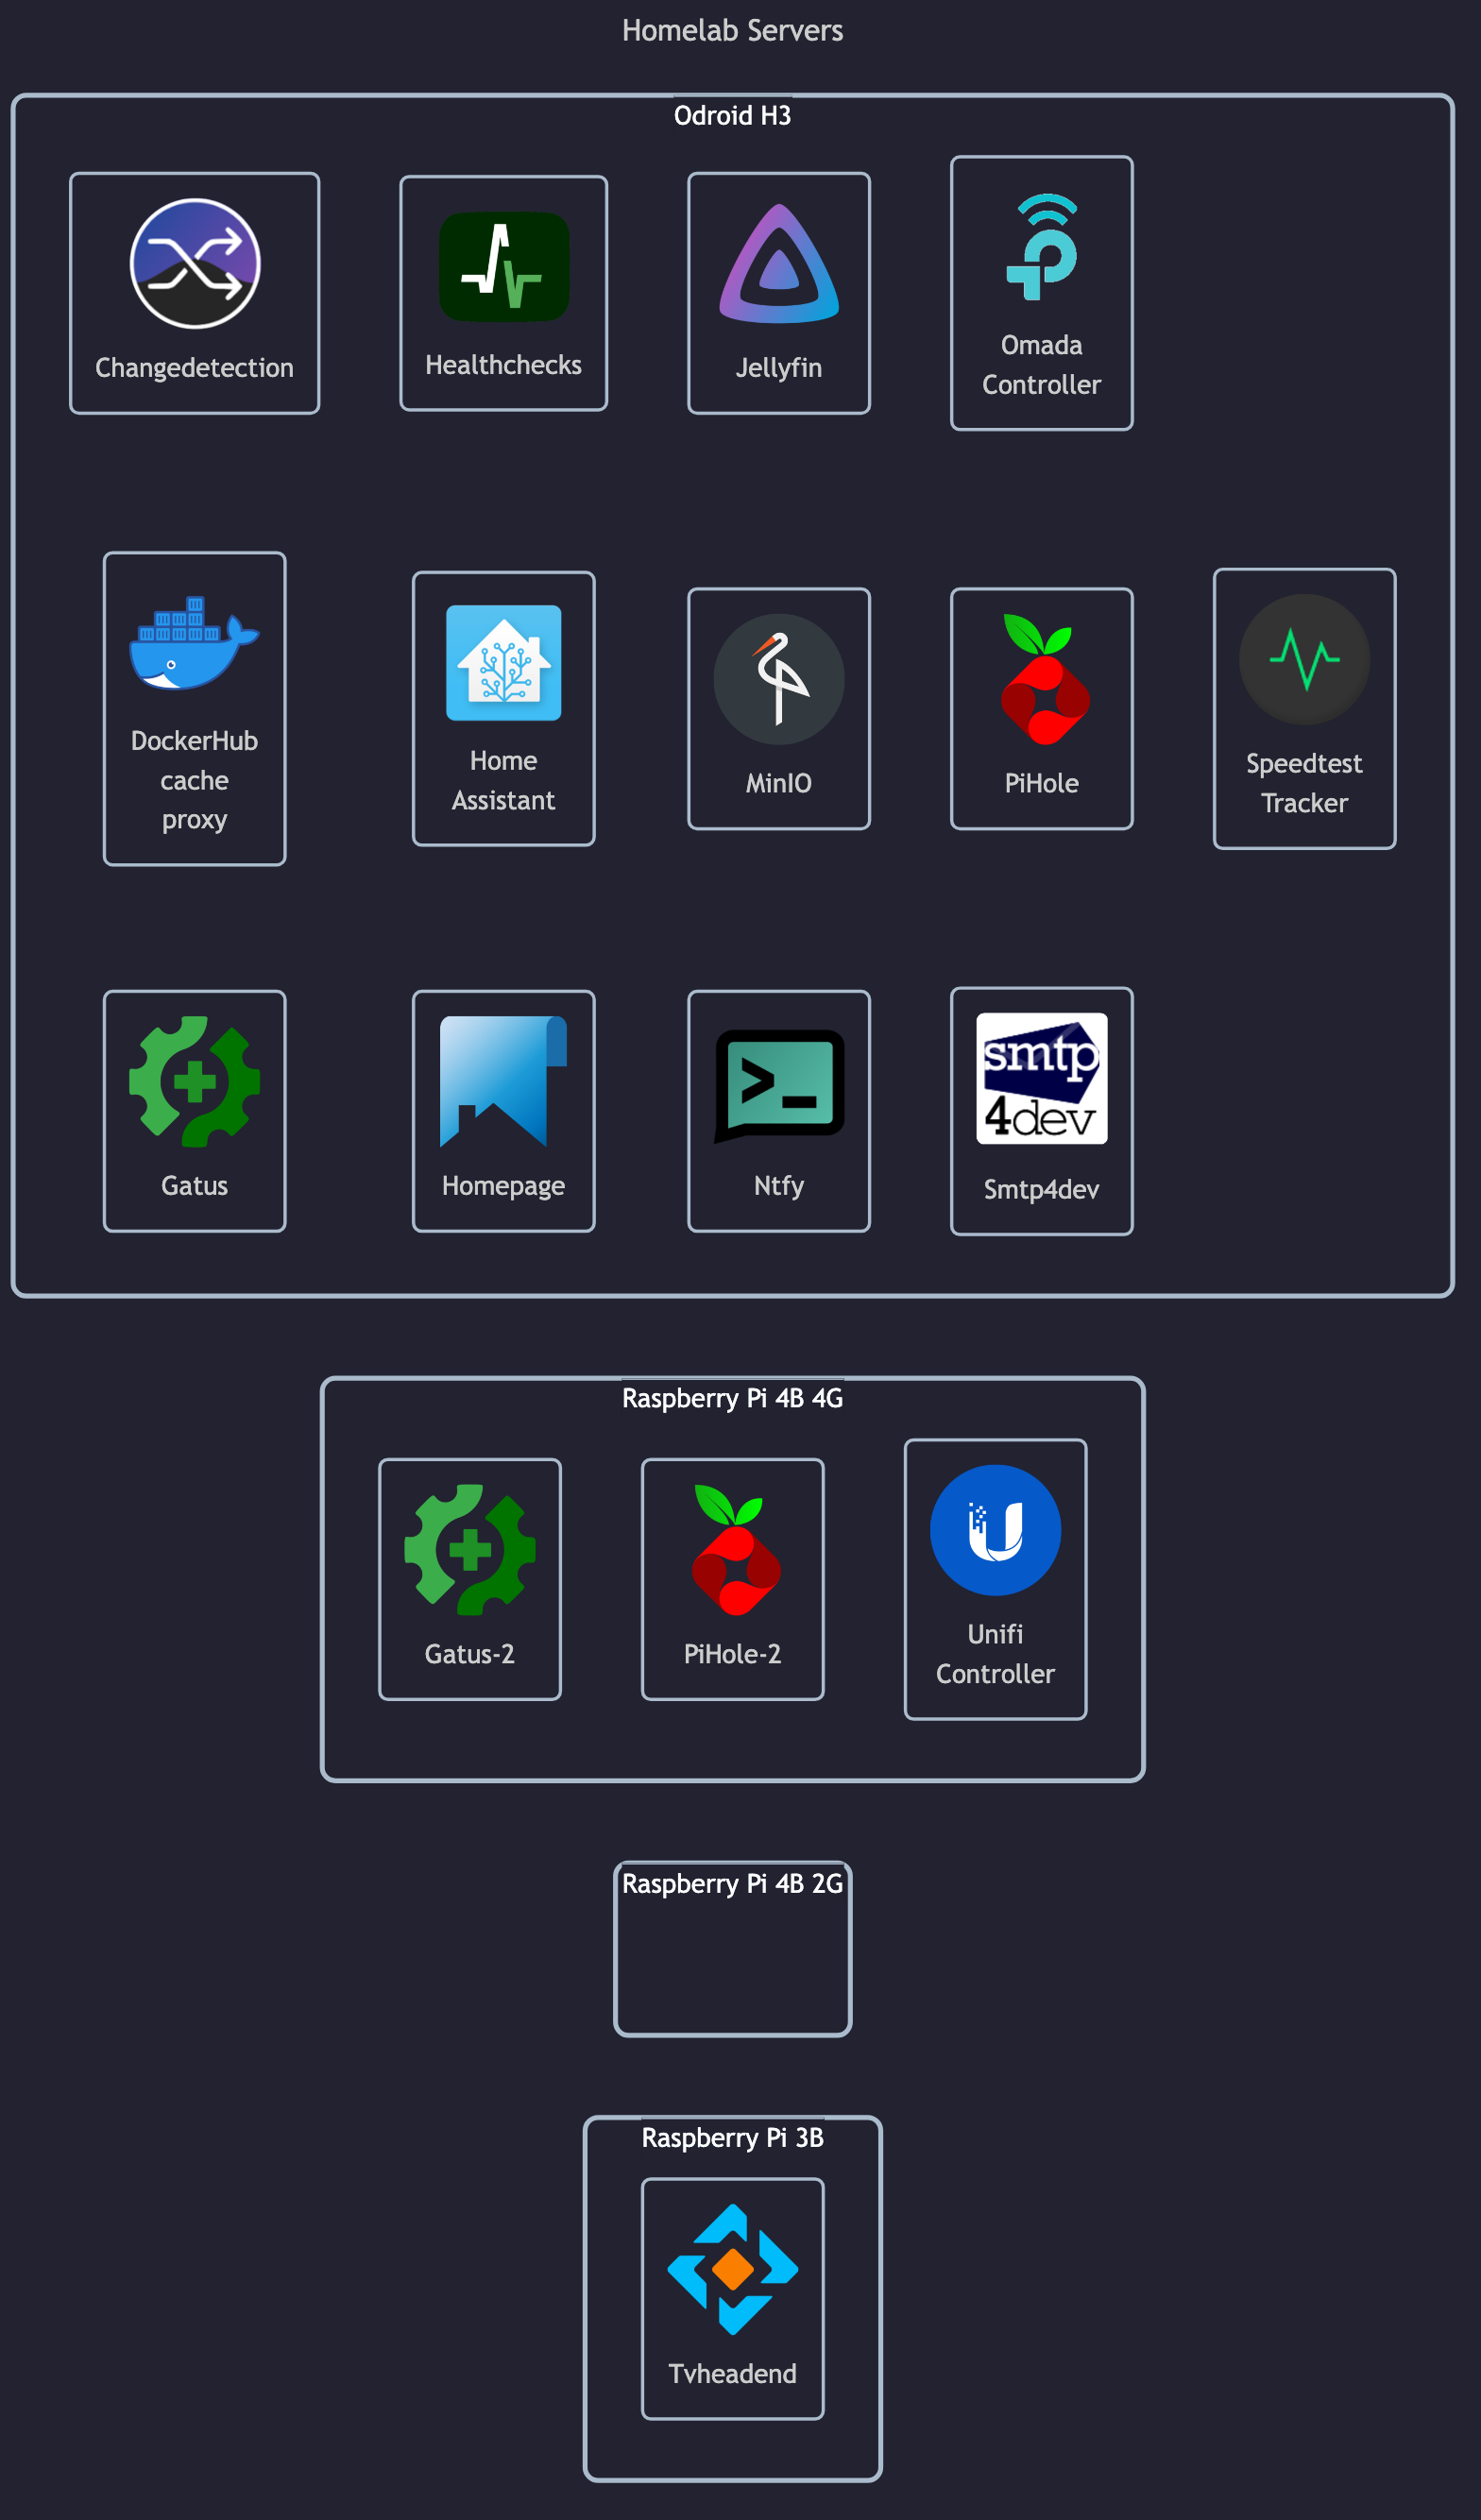 Homelab Servers
Odroid H3
Changedetection
Healthchecks
Jellyfin
Omada
Controller
DockerHub
cache
proxy
Home
Assistant
MinIO
PiHole
Speedtest
Tracker
Gatus
Homepage
Ntfy
smtp
4dev
Smtp4dev
Raspberry Pi 4B 4G
Gatus-2
PiHole-2
Unifi
Controller
Raspberry Pi 4B 2G
Raspberry Pi 3B
Tvheadend